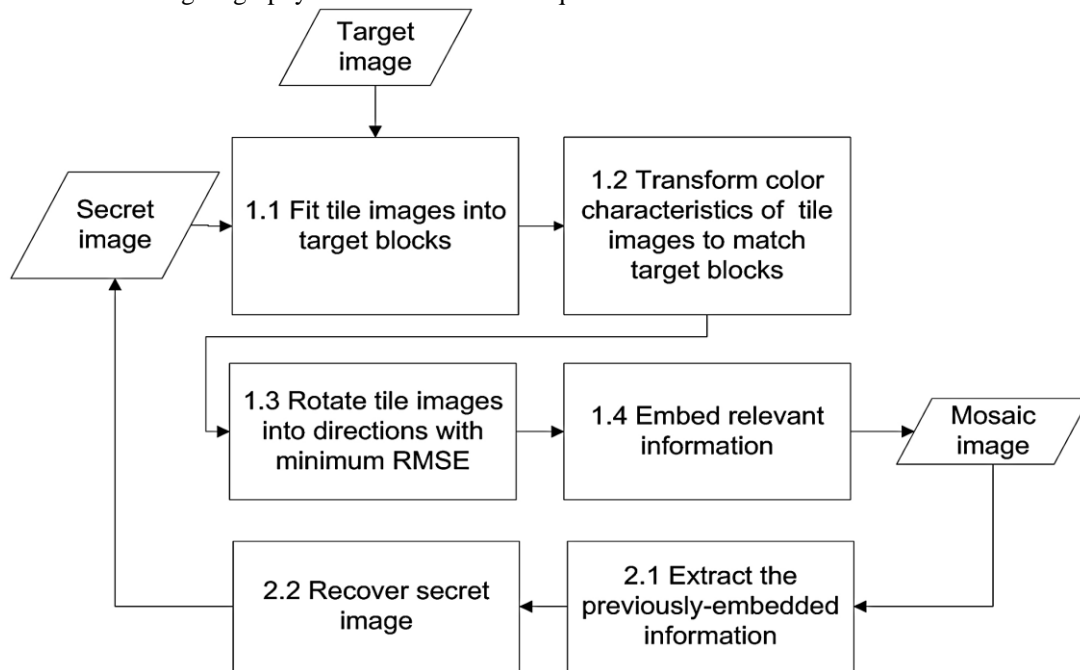 Target
image
Secret
image
1.1 Fit tile images into
target blocks
1.2 Transform color
characteristics of tile
images to match
target blocks
1.3 Rotate tile images
into directions with
minimum RMSE
1.4 Embed relevant
information
Mosaic
image
2.2 Recover secret
image
2.1 Extract the
previously-embedded
information